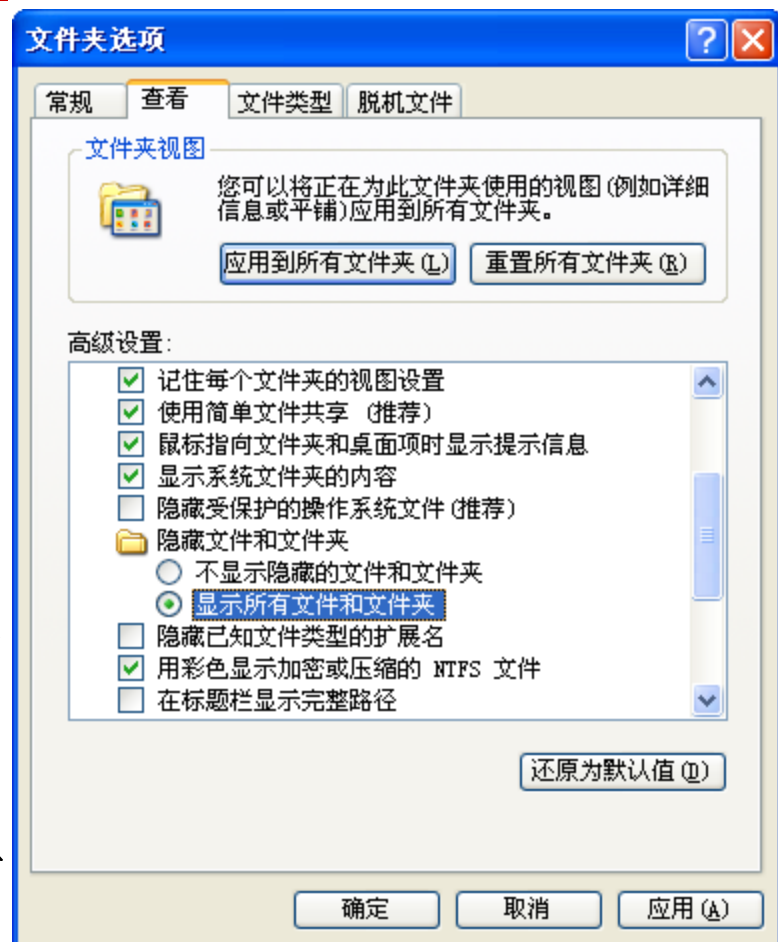 文件夹选项
常规 查看 文件类型 脱机文件
文件夹视图
您可以将正在为此文件夹使用的视图(例如详细
信息或平铺)应用到所有文件夹。
应用到所有文件夹(L) 重置所有文件夹(R)
高级设置:
记住每个文件夹的视图设置
使用简单文件共享 (推荐)
鼠标指向文件夹和桌面项时显示提示信息
显示系统文件夹的内容
隐藏受保护的操作系统文件(推荐)
隐藏文件和文件夹
不显示隐藏的文件和文件夹
显示所有文件和文件夹
隐藏已知文件类型的扩展名
用彩色显示加密或压缩的 NTFS 文件
在标题栏显示完整路径
还原为默认值(D)
确定 取消 应用(A)